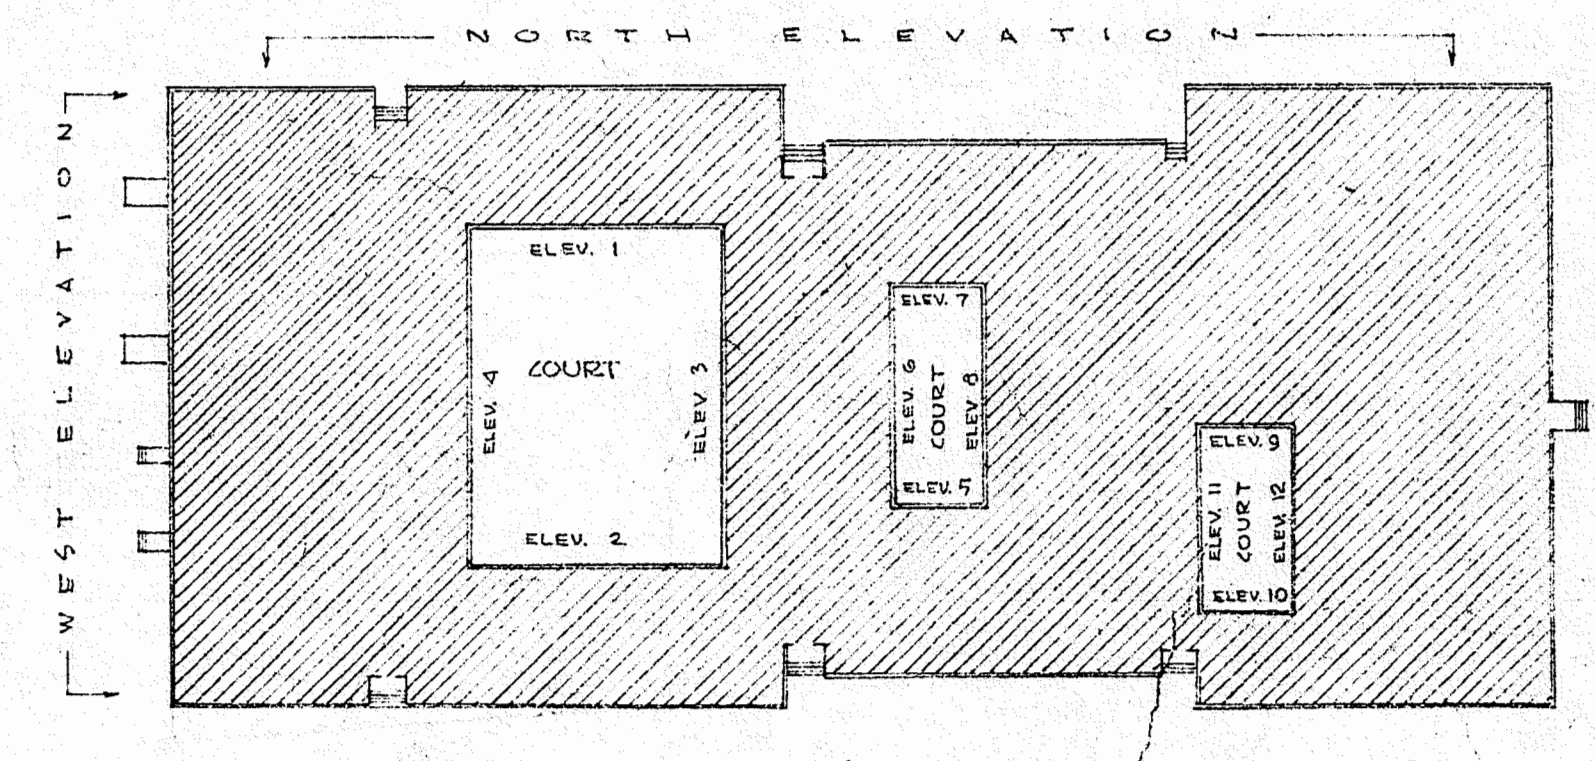 NORTH ELEVATION
WEST ELEVATION
ELEV. 1
COURT
ELEV. 4
ELEV. 3
ELEV. 2
ELEV. 7
ELEV. 6
COURT
ELEV. 8
ELEV. 5
ELEV. 9
ELEV. 11
COURT
ELEV. 12
ELEV. 10